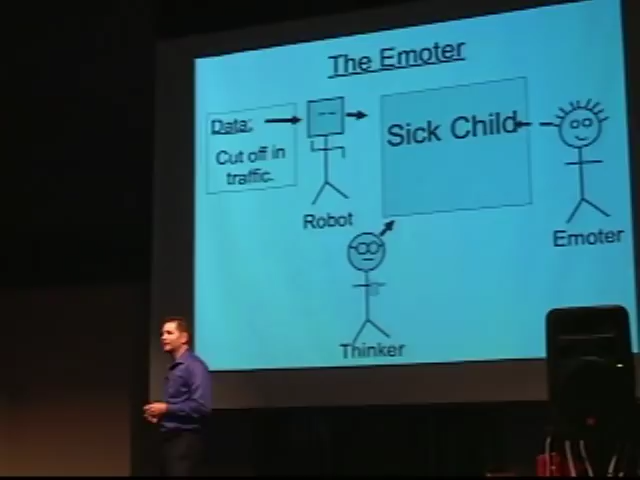 The Emoter
Data:
Cut off in
traffic.
Robot
Sick Child
Emoter
Thinker